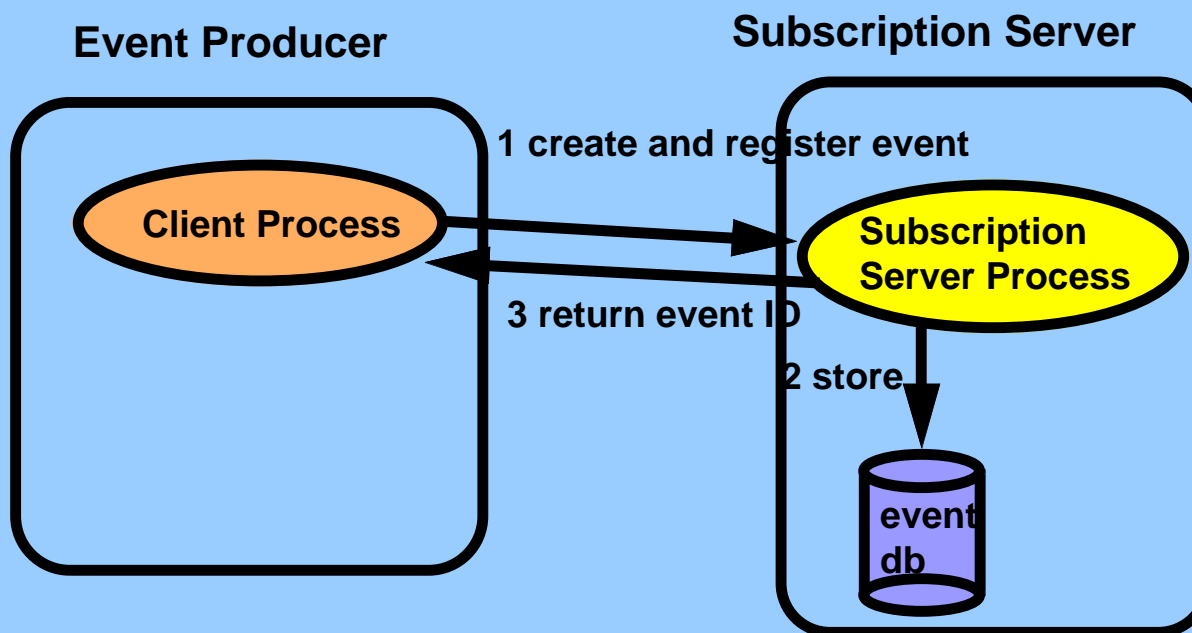 Event Producer
Subscription Server
1 create and register event
Client Process
Subscription
Server Process
3 return event ID
2 store
event
db